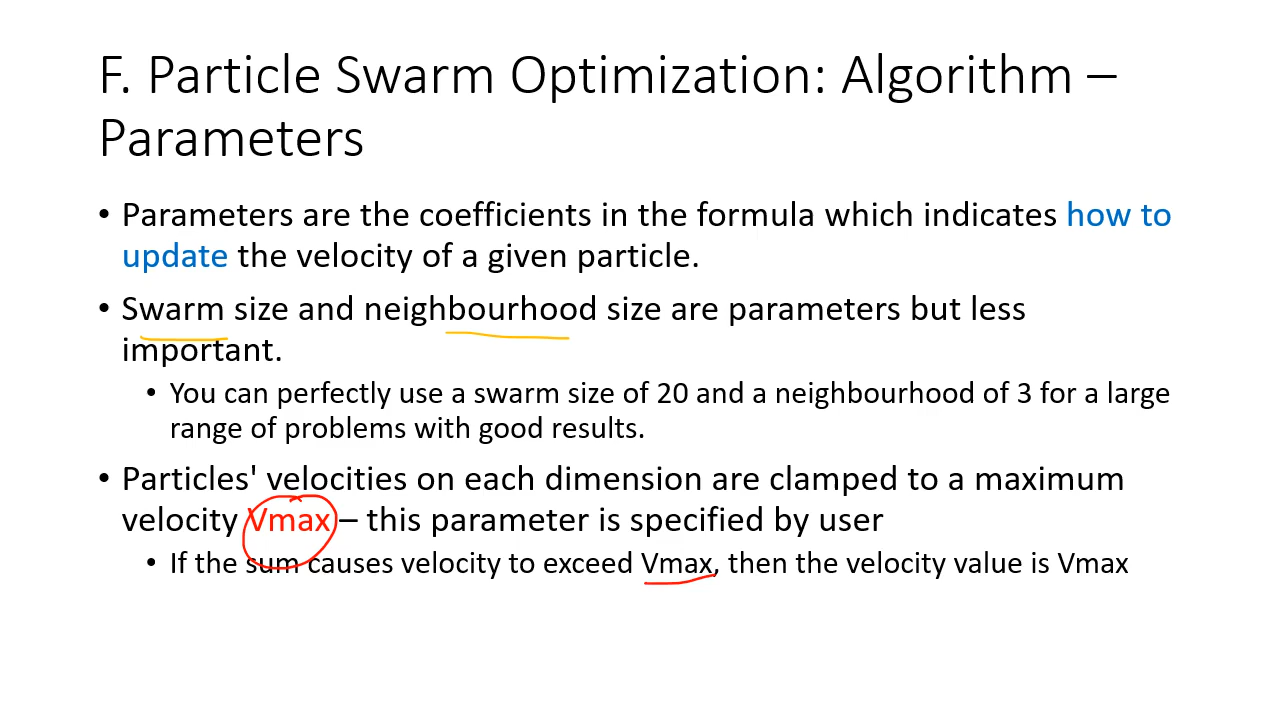 F. Particle Swarm Optimization: Algorithm –
Parameters
• Parameters are the coefficients in the formula which indicates how to
update the velocity of a given particle.
• Swarm size and neighbourhood size are parameters but less
important.
• You can perfectly use a swarm size of 20 and a neighbourhood of 3 for a large
range of problems with good results.
• Particles' velocities on each dimension are clamped to a maximum
velocity Vmax – this parameter is specified by user
• If the sum causes velocity to exceed Vmax, then the velocity value is Vmax